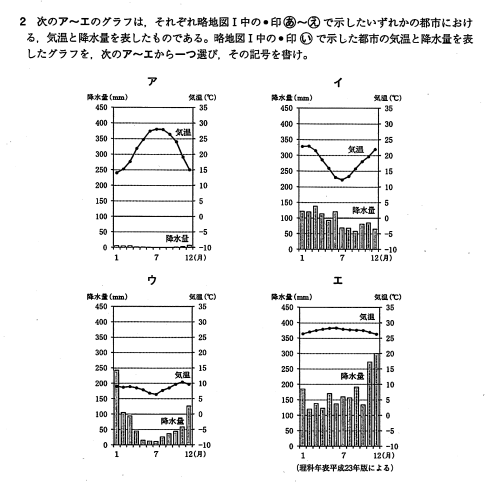 2 次のア～エのグラフは，それぞれ略地図Ⅰ中の●印あ～えで示したいずれかの都市におけ
る，気温と降水量を表したものである。略地図Ⅰ中の●印いで示した都市の気温と降水量を表
したグラフを，次のア～エから一つ選び，その記号を書け。
ア
降水量(mm) 気温(℃)
450 35
400 30
350 25
300 20
250 15
200 10
150 5
100 0
50 -5
0 -10
気温
降水量
1 7 12(月)
イ
降水量(mm) 気温(℃)
450 35
400 30
350 25
300 20
250 15
200 10
150 5
100 0
50 -5
0 -10
気温
降水量
1 7 12(月)
ウ
降水量(mm) 気温(℃)
450 35
400 30
350 25
300 20
250 15
200 10
150 5
100 0
50 -5
0 -10
気温
降水量
1 7 12(月)
エ
降水量(mm) 気温(℃)
450 35
400 30
350 25
300 20
250 15
200 10
150 5
100 0
50 -5
0 -10
気温
降水量
1 7 12(月)
(理科年表平成23年版による)